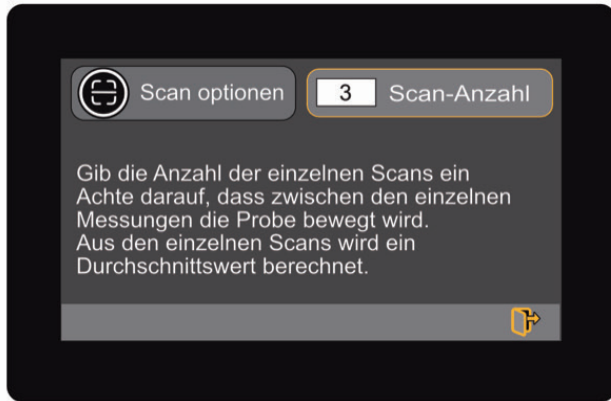 Scan optionen
3 Scan-Anzahl
Gib die Anzahl der einzelnen Scans ein
Achte darauf, dass zwischen den einzelnen
Messungen die Probe bewegt wird.
Aus den einzelnen Scans wird ein
Durchschnittswert berechnet.